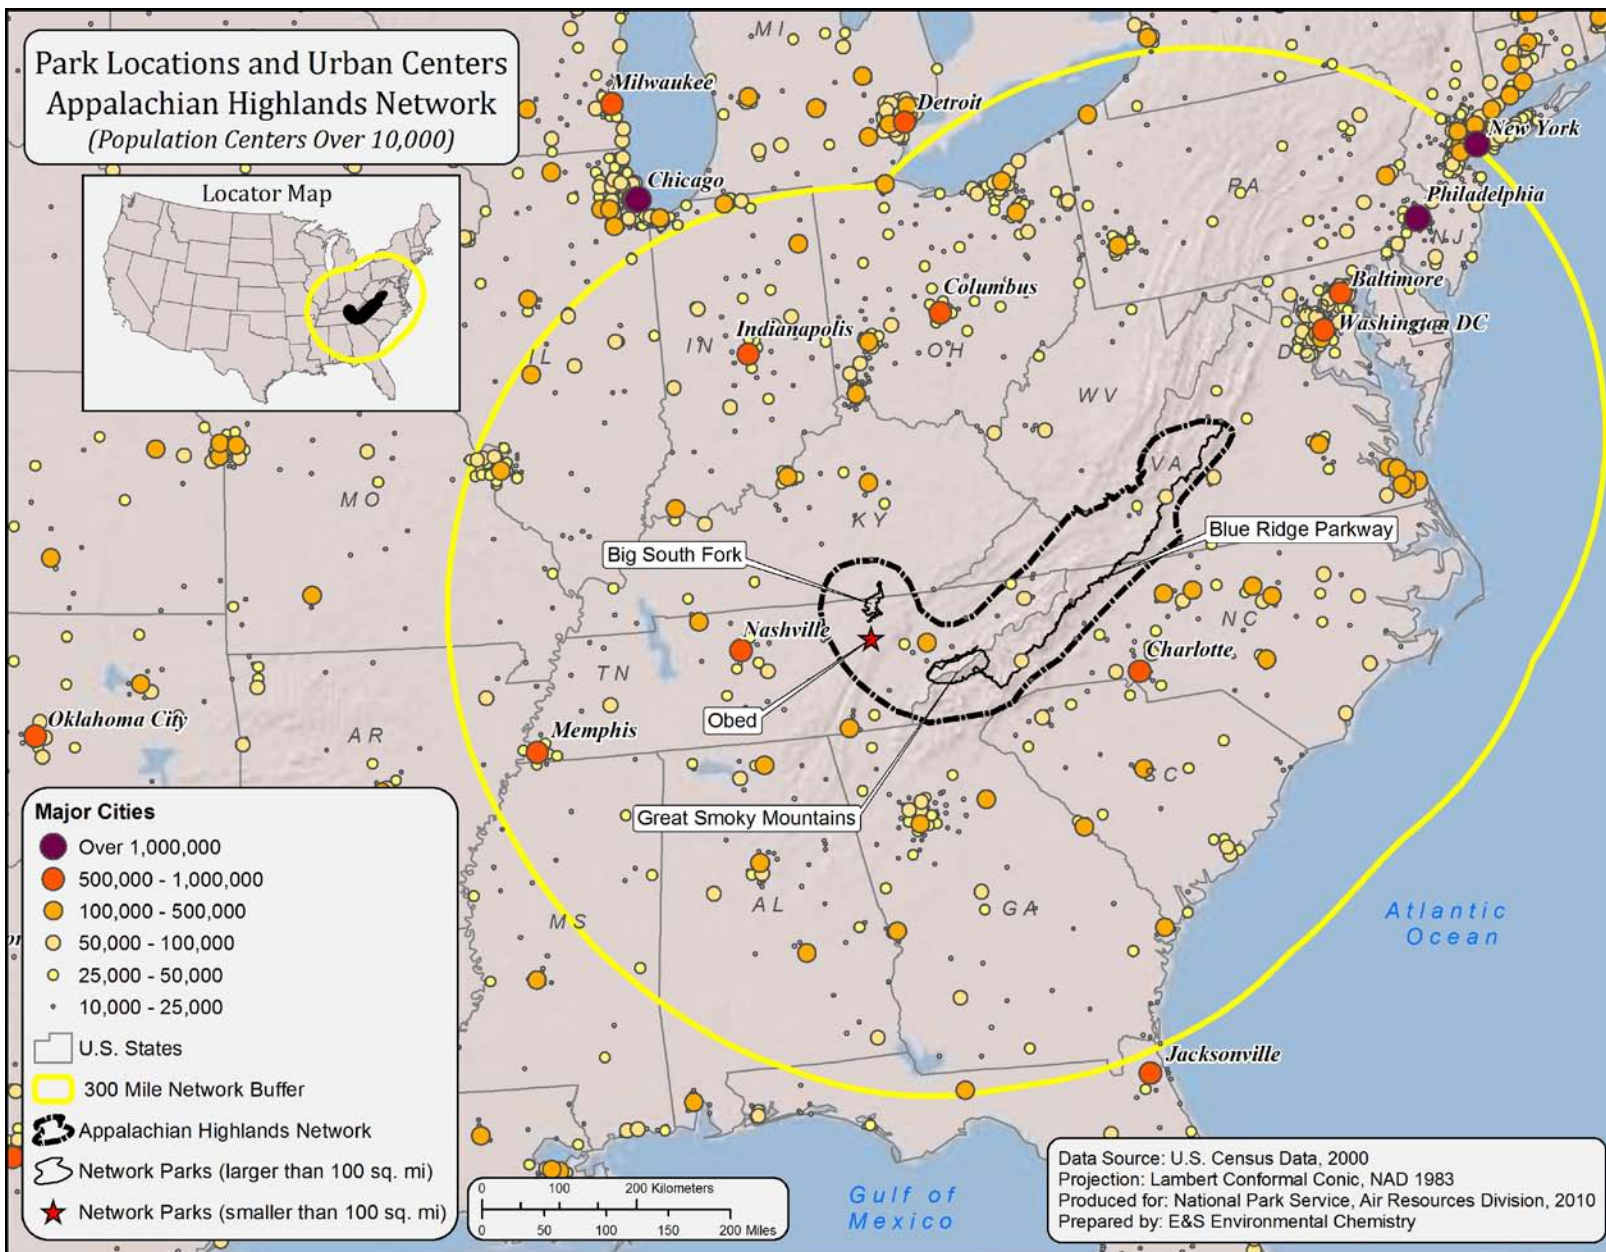 Park Locations and Urban Centers
Appalachian Highlands Network
(Population Centers Over 10,000)
Locator Map
MI
CT
Milwaukee
Detroit
New York
Chicago
PA
Philadelphia
NJ
Columbus
Baltimore
Indianapolis
Washington DC
IL
IN
OH
WV
VA
MO
KY
Blue Ridge Parkway
Big South Fork
Nashville
NC
TN
Charlotte
Obed
Oklahoma City
Memphis
AR
SC
Great Smoky Mountains
Major Cities
Over 1,000,000
500,000 - 1,000,000
100,000 - 500,000
50,000 - 100,000
25,000 - 50,000
10,000 - 25,000
U.S. States
300 Mile Network Buffer
Appalachian Highlands Network
Network Parks (larger than 100 sq. mi)
Network Parks (smaller than 100 sq. mi)
MS
AL
GA
Atlantic
Ocean
Jacksonville
0 100 200 Kilometers
0 50 100 200 Miles
Gulf of
Mexico
Data Source: U.S. Census Data, 2000
Projection: Lambert Conformal Conic, NAD 1983
Produced for: National Park Service, Air Resources Division, 2010
Prepared by: E&S Environmental Chemistry